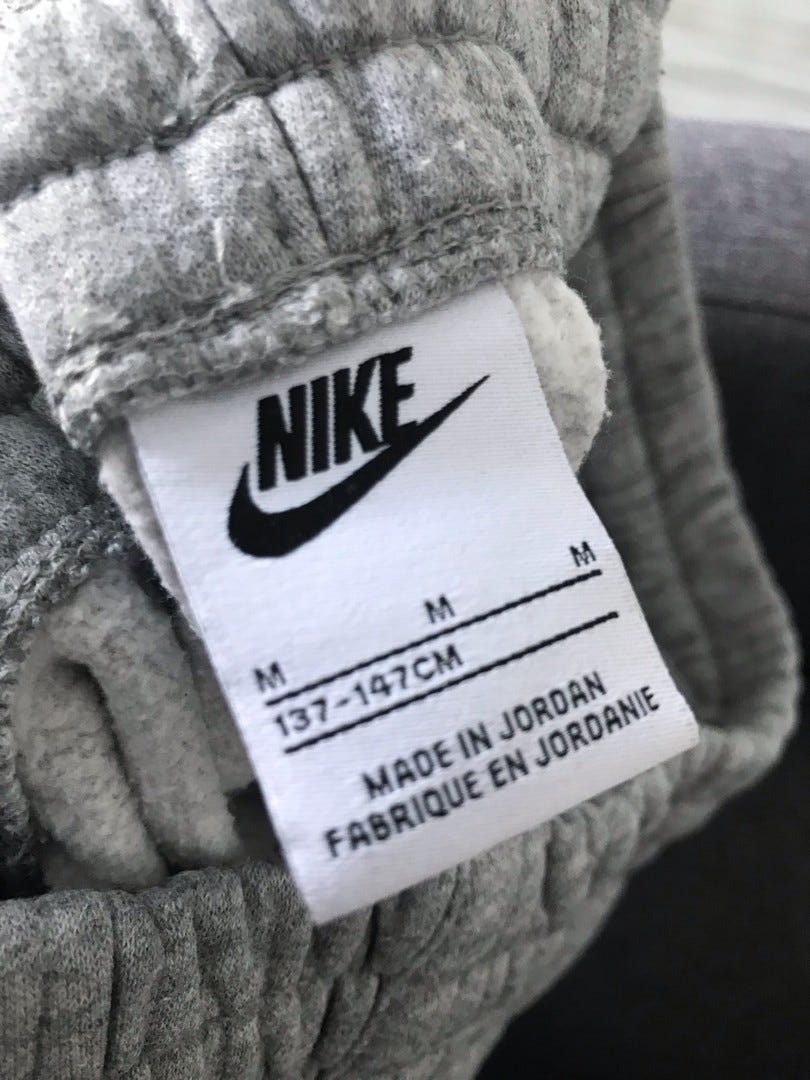 NIKE
M M M
137-147CM
MADE IN JORDAN
FABRIQUE EN JORDANIE